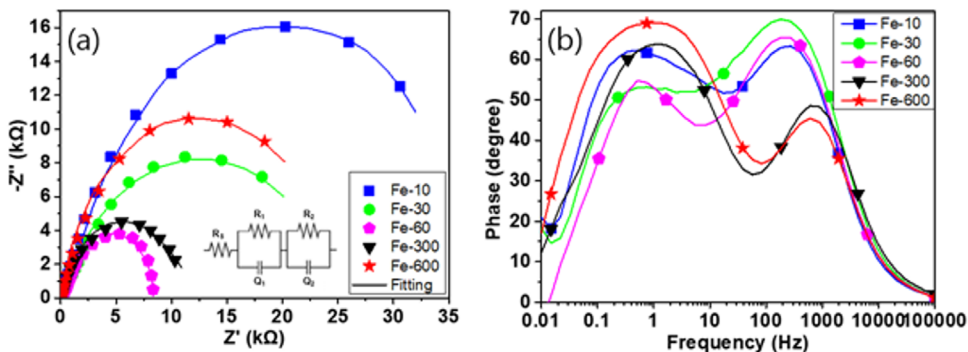 (a)
-Z'' (kΩ)
-16
-14
-12
-10
-8
-6
-4
-2
0
Fe-10
Fe-30
Fe-60
Fe-300
Fe-600
Fitting
R₁
R₂
R₃
Q₁
Q₂
0 5 10 15 20 25 30 35
Z' (kΩ)
(b)
Phase (degree)
70
60
50
40
30
20
10
0
Fe-10
Fe-30
Fe-60
Fe-300
Fe-600
0.01 0.1 1 10 100 1000 10000 100000
Frequency (Hz)